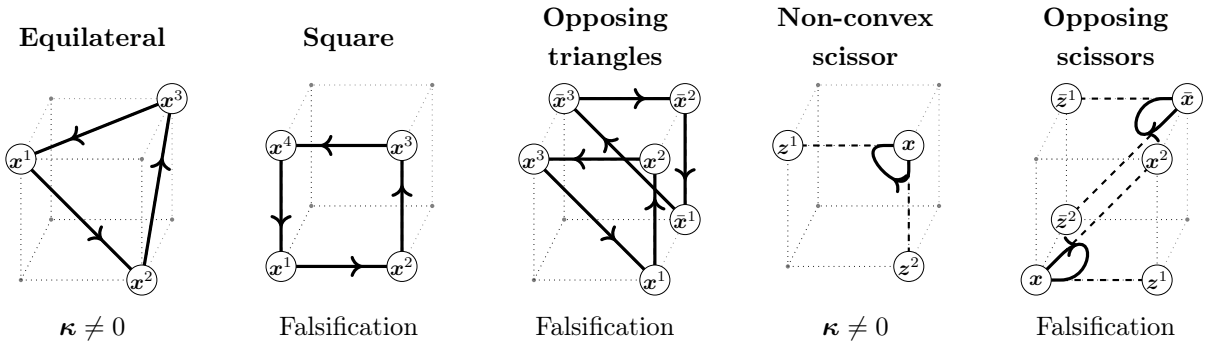 Equilateral
Square
Opposing
triangles
Non-convex
scissor
Opposing
scissors
x³
x¹
x²
x⁴
x³
x¹
x²
x̄³
x̄²
x³
x²
x̄¹
x¹
z¹
x
z²
z̄¹
x̄
x²
z̄²
x
z¹
κ ≠ 0
Falsification
Falsification
κ ≠ 0
Falsification